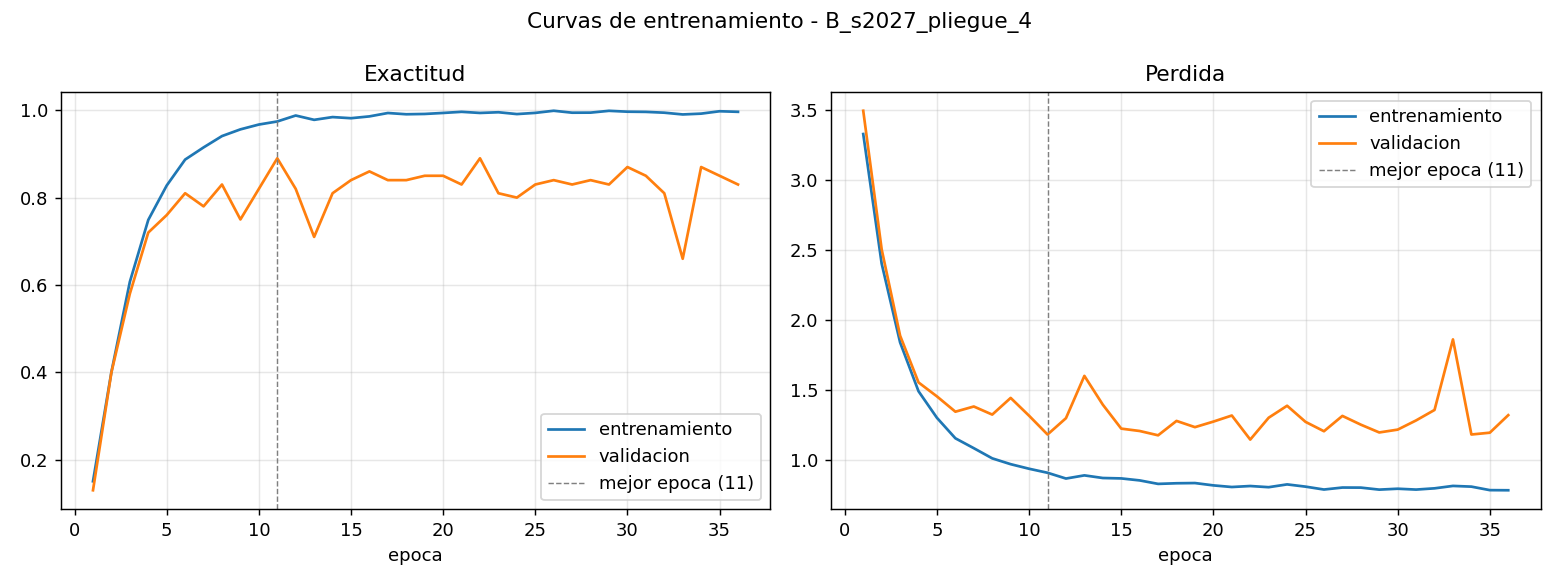 Curvas de entrenamiento - B_s2027_pliegue_4
Exactitud
1.0
0.8
0.6
0.4
0.2
0
5
10
15
20
25
30
35
epoca
entrenamiento
validacion
mejor epoca (11)
Perdida
3.5
3.0
2.5
2.0
1.5
1.0
0
5
10
15
20
25
30
35
epoca
entrenamiento
validacion
mejor epoca (11)